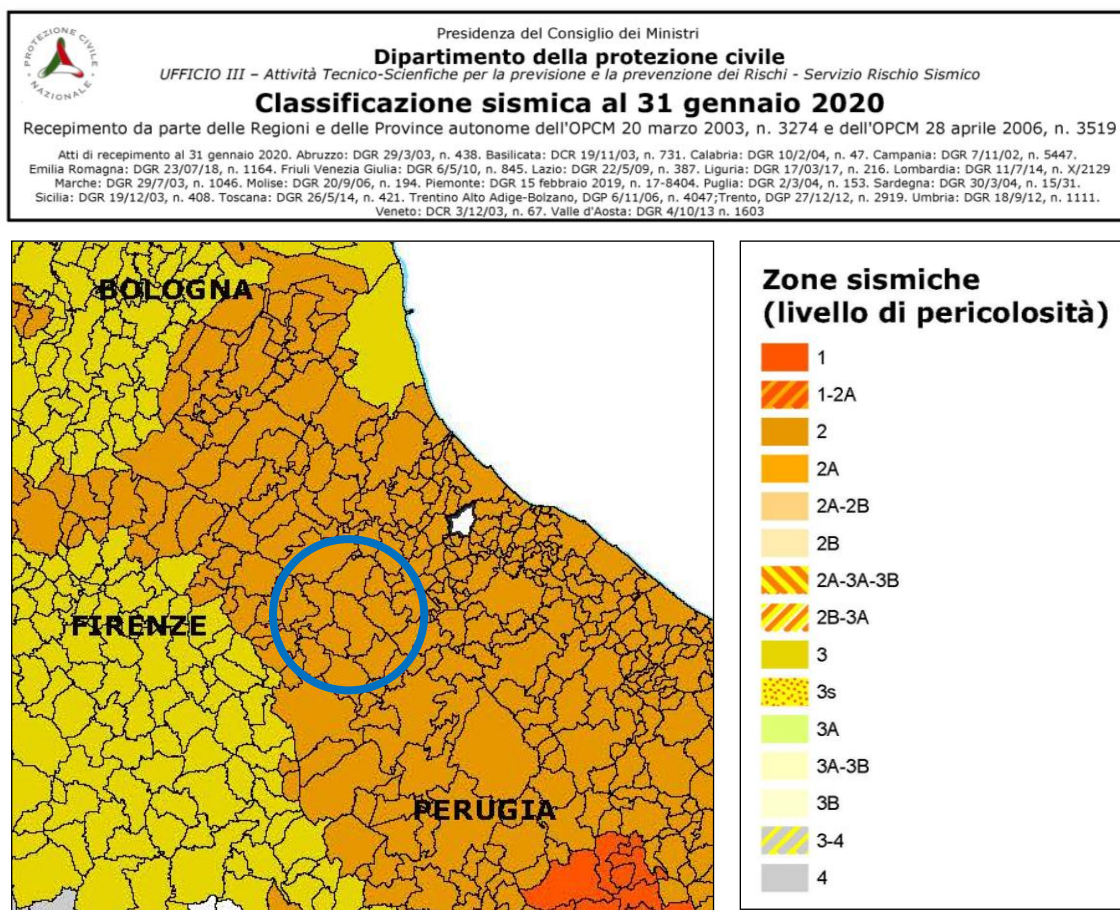 PROTEZIONE CIVILE
NAZIONALE
Presidenza del Consiglio dei Ministri
Dipartimento della protezione civile
UFFICIO III – Attività Tecnico-Scienfiche per la previsione e la prevenzione dei Rischi - Servizio Rischio Sismico
Classificazione sismica al 31 gennaio 2020
Recepimento da parte delle Regioni e delle Province autonome dell'OPCM 20 marzo 2003, n. 3274 e dell'OPCM 28 aprile 2006, n. 3519
Atti di recepimento al 31 gennaio 2020. Abruzzo: DGR 29/3/03, n. 438. Basilicata: DCR 19/11/03, n. 731. Calabria: DGR 10/2/04, n. 47. Campania: DGR 7/11/02, n. 5447.
Emilia Romagna: DGR 23/07/18, n. 1164. Friuli Venezia Giulia: DGR 6/5/10, n. 845. Lazio: DGR 22/5/09, n. 387. Liguria: DGR 17/03/17, n. 216. Lombardia: DGR 11/7/14, n. X/2129
Marche: DGR 29/7/03, n. 1046. Molise: DGR 20/9/06, n. 194. Piemonte: DGR 15 febbraio 2019, n. 17-8404. Puglia: DGR 2/3/04, n. 153. Sardegna: DGR 30/3/04, n. 15/31.
Sicilia: DGR 19/12/03, n. 408. Toscana: DGR 26/5/14, n. 421. Trentino Alto Adige-Bolzano, DGP 6/11/06, n. 4047;Trento, DGP 27/12/12, n. 2919. Umbria: DGR 18/9/12, n. 1111.
Veneto: DCR 3/12/03, n. 67. Valle d'Aosta: DGR 4/10/13 n. 1603
BOLOGNA
FIRENZE
PERUGIA
Zone sismiche
(livello di pericolosità)
1
1-2A
2
2A
2A-2B
2B
2A-3A-3B
2B-3A
3
3s
3A
3A-3B
3B
3-4
4